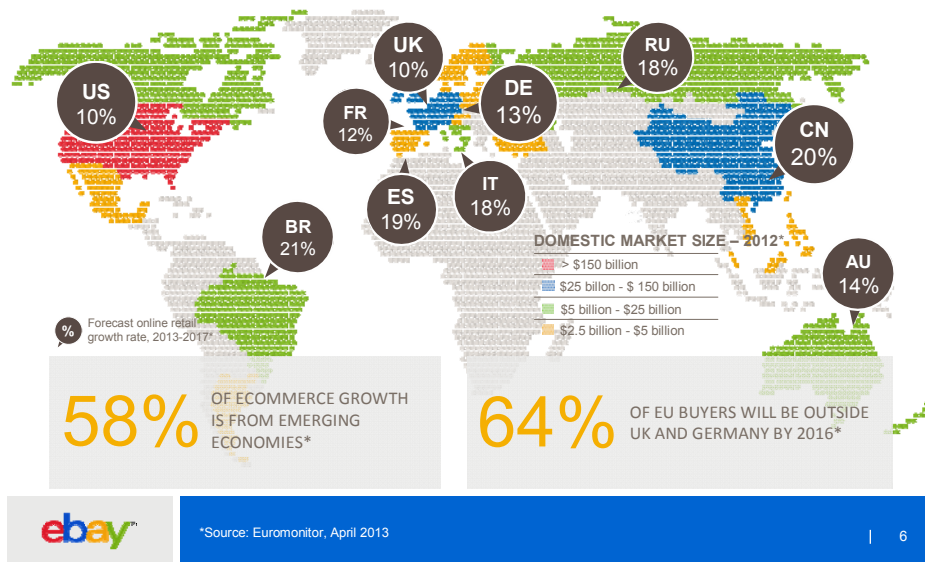 UK
10%
RU
18%
US
10%
DE
13%
FR
12%
CN
20%
ES
19%
IT
18%
BR
21%
DOMESTIC MARKET SIZE – 2012*
> $150 billion
$25 billon - $ 150 billion
$5 billion - $25 billion
$2.5 billion - $5 billion
AU
14%
%
Forecast online retail
growth rate, 2013-2017*
58%
OF ECOMMERCE GROWTH
IS FROM EMERGING
ECONOMIES*
64%
OF EU BUYERS WILL BE OUTSIDE
UK AND GERMANY BY 2016*
ebay
*Source: Euromonitor, April 2013
| 6